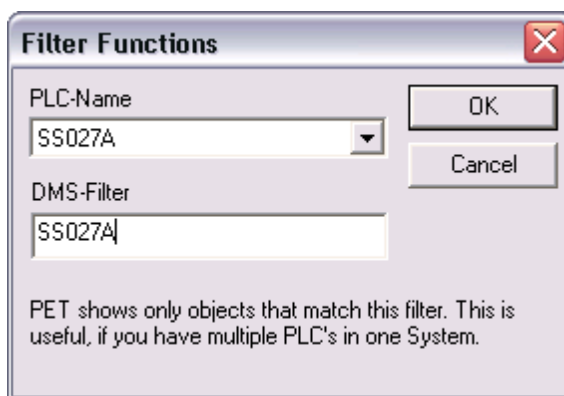 Filter Functions
PLC-Name
SS027A
OK
Cancel
DMS-Filter
SS027A
PET shows only objects that match this filter. This is
useful, if you have multiple PLC's in one System.